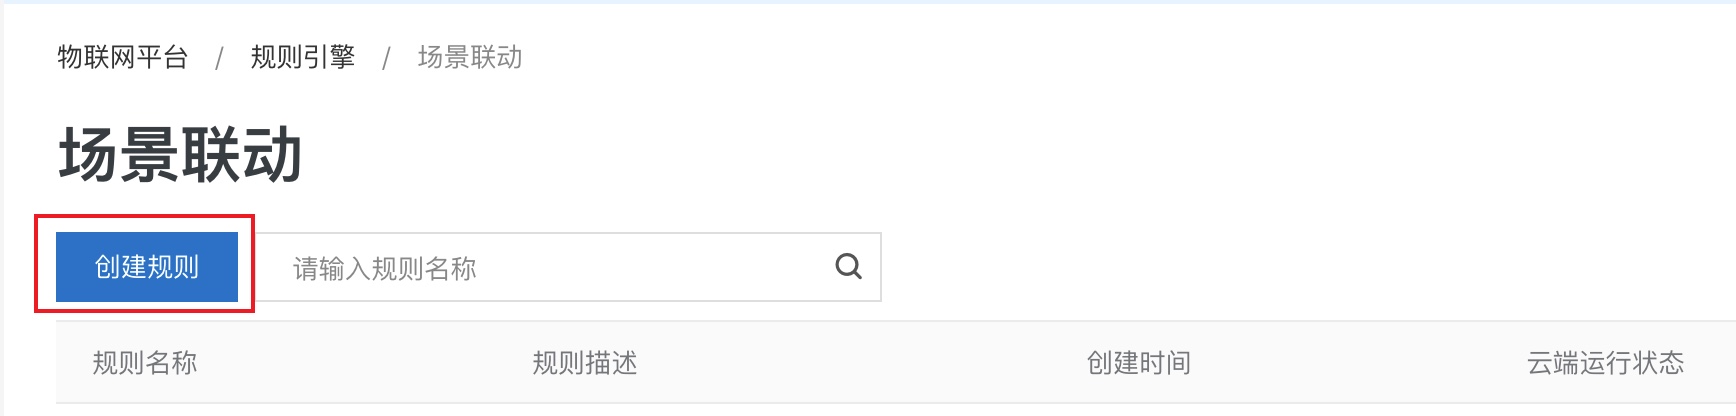 物联网平台 / 规则引擎 / 场景联动
场景联动
创建规则 请输入规则名称
规则名称 规则描述 创建时间 云端运行状态